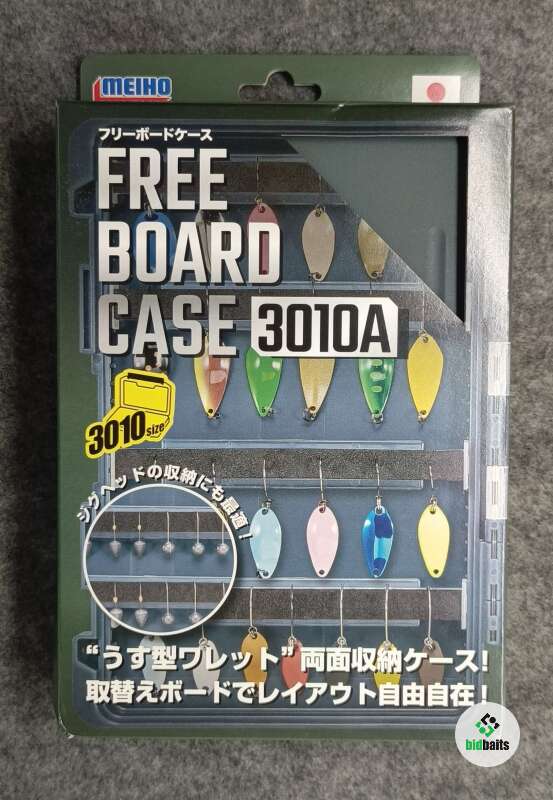 MEIHO
フリーボードケース
FREE
BOARD
CASE 3010A
3010 size
ジグヘッドの収納にも最適!
“うす型ワレット”両面収納ケース!
取替えボードでレイアウト自由自在!
bidbaits